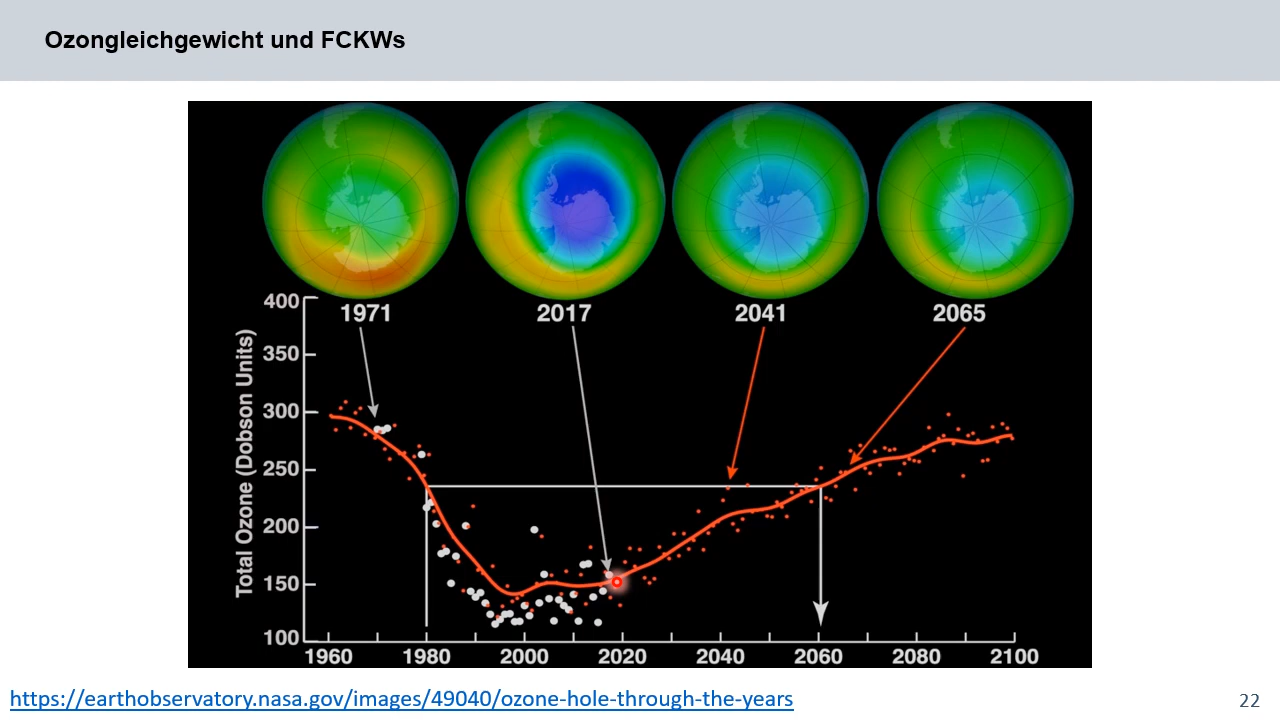 Ozongleichgewicht und FCKWs
1971 2017 2041 2065
Total Ozone (Dobson Units)
400
350
300
250
200
150
100
1960 1980 2000 2020 2040 2060 2080 2100
https://earthobservatory.nasa.gov/images/49040/ozone-hole-through-the-years
22